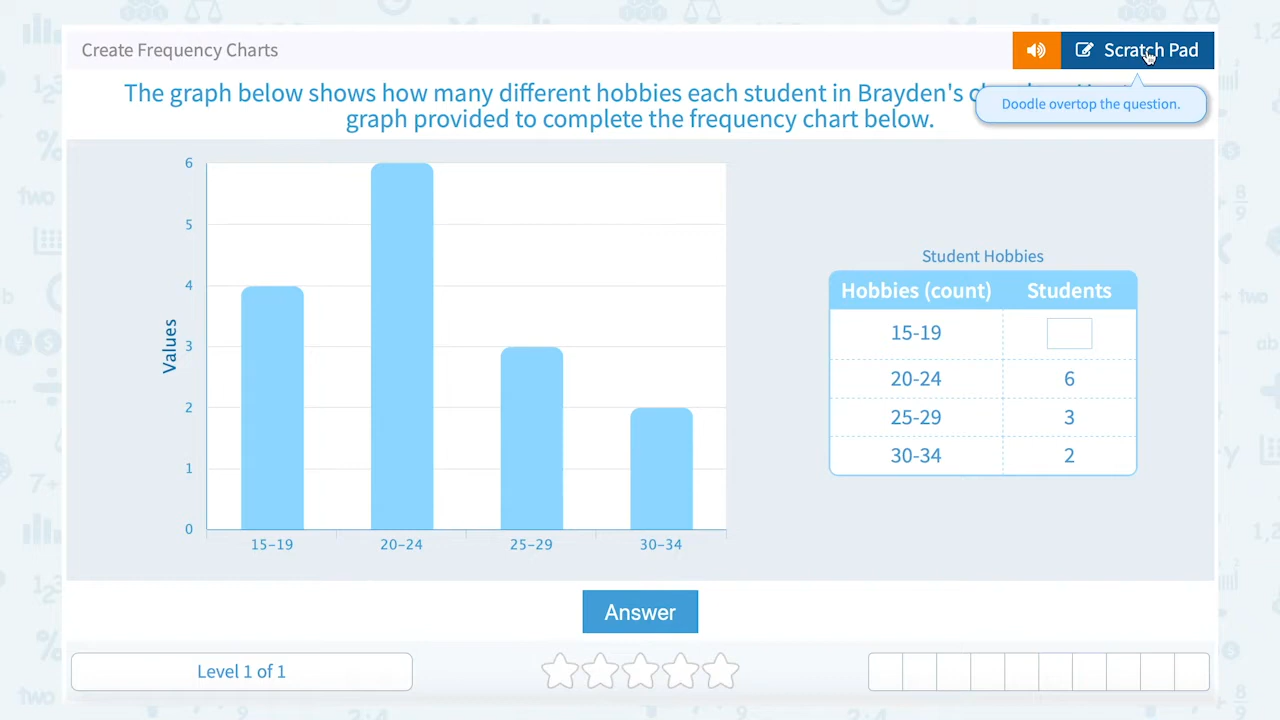 Create Frequency Charts
Scratch Pad
The graph below shows how many different hobbies each student in Brayden's
Doodle overtop the question.
graph provided to complete the frequency chart below.
6
5
4
3
2
1
0
Values
15-19
20-24
25-29
30-34
Student Hobbies
Hobbies (count) Students
15-19
20-24 6
25-29 3
30-34 2
Answer
Level 1 of 1